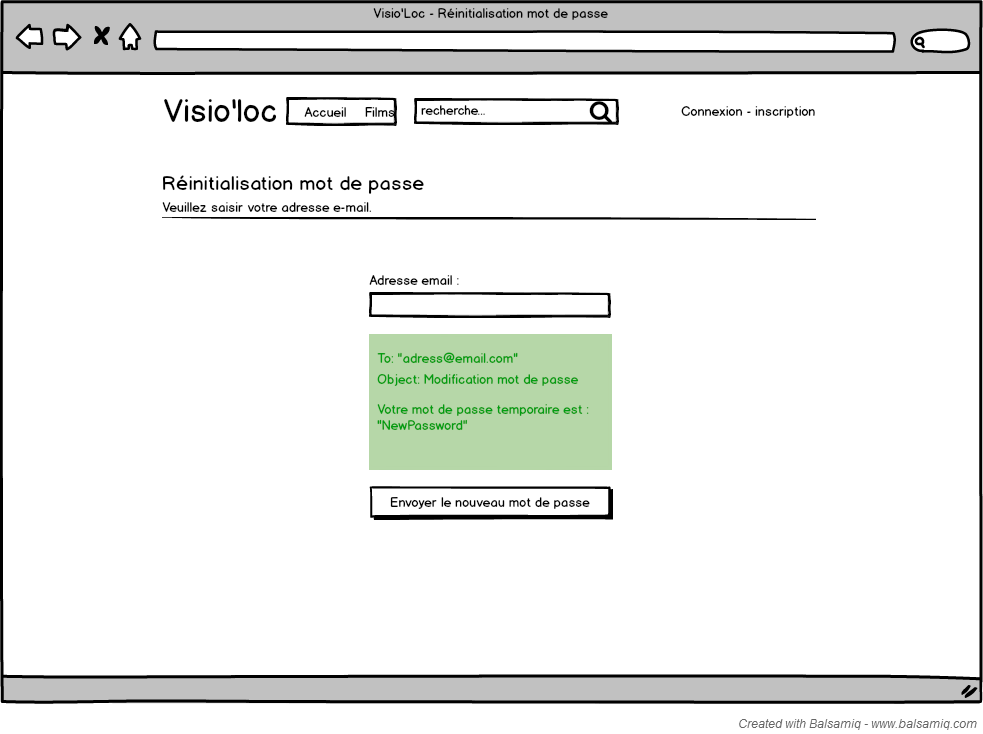 Visio'Loc - Réinitialisation mot de passe
Visio'loc Accueil Films recherche... Connexion - inscription
Réinitialisation mot de passe
Veuillez saisir votre adresse e-mail.
Adresse email :
To: "adress@email.com"
Object: Modification mot de passe
Votre mot de passe temporaire est :
"NewPassword"
Envoyer le nouveau mot de passe
Created with Balsamiq - www.balsamiq.com